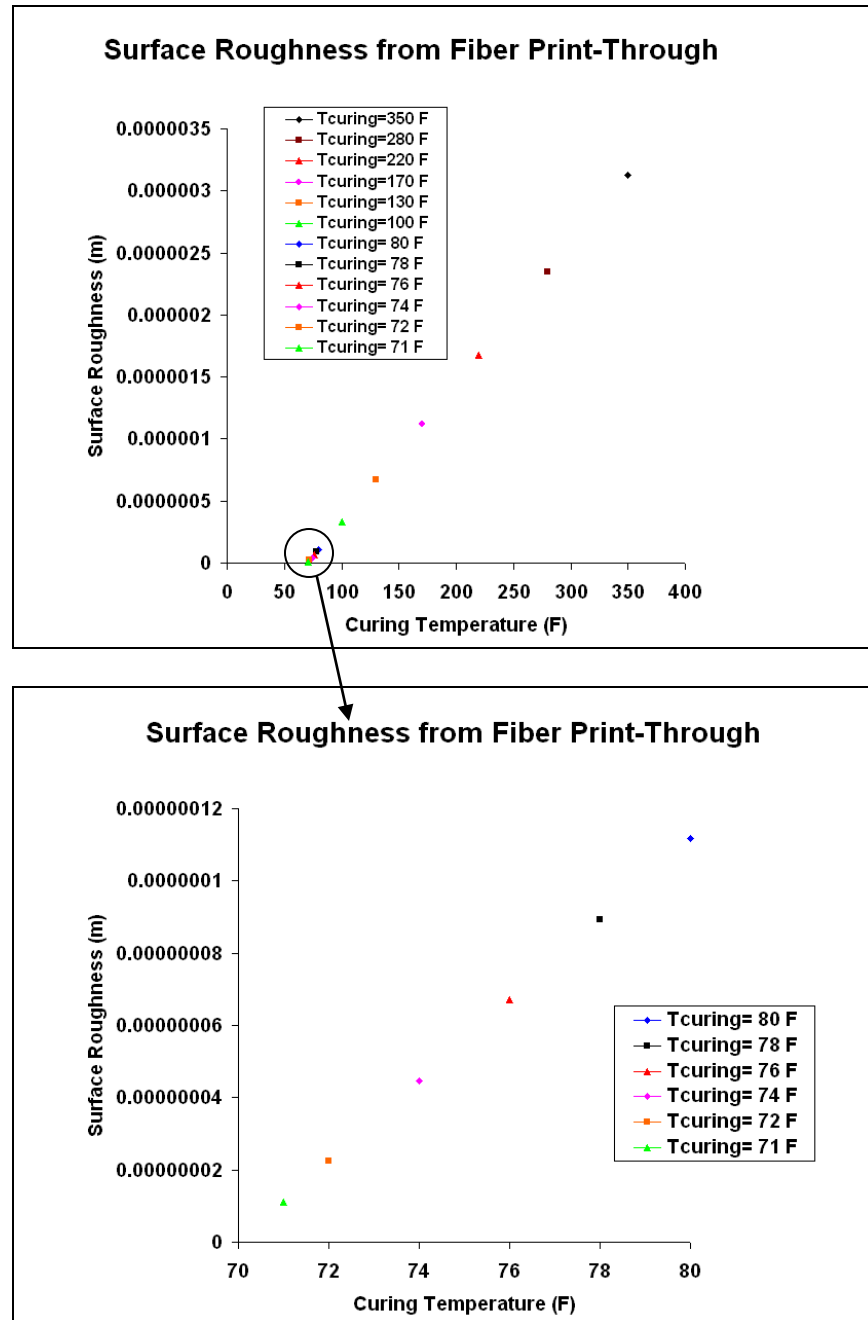 Surface Roughness from Fiber Print-Through
Tcuring=350 F
Tcuring=280 F
Tcuring=220 F
Tcuring=170 F
Tcuring=130 F
Tcuring=100 F
Tcuring= 80 F
Tcuring= 78 F
Tcuring= 76 F
Tcuring= 74 F
Tcuring= 72 F
Tcuring= 71 F
Surface Roughness (m)
0.0000035
0.000003
0.0000025
0.000002
0.0000015
0.000001
0.0000005
0
0 50 100 150 200 250 300 350 400
Curing Temperature (F)
Surface Roughness from Fiber Print-Through
Surface Roughness (m)
0.00000012
0.0000001
0.00000008
0.00000006
0.00000004
0.00000002
0
Tcuring= 80 F
Tcuring= 78 F
Tcuring= 76 F
Tcuring= 74 F
Tcuring= 72 F
Tcuring= 71 F
70 72 74 76 78 80
Curing Temperature (F)